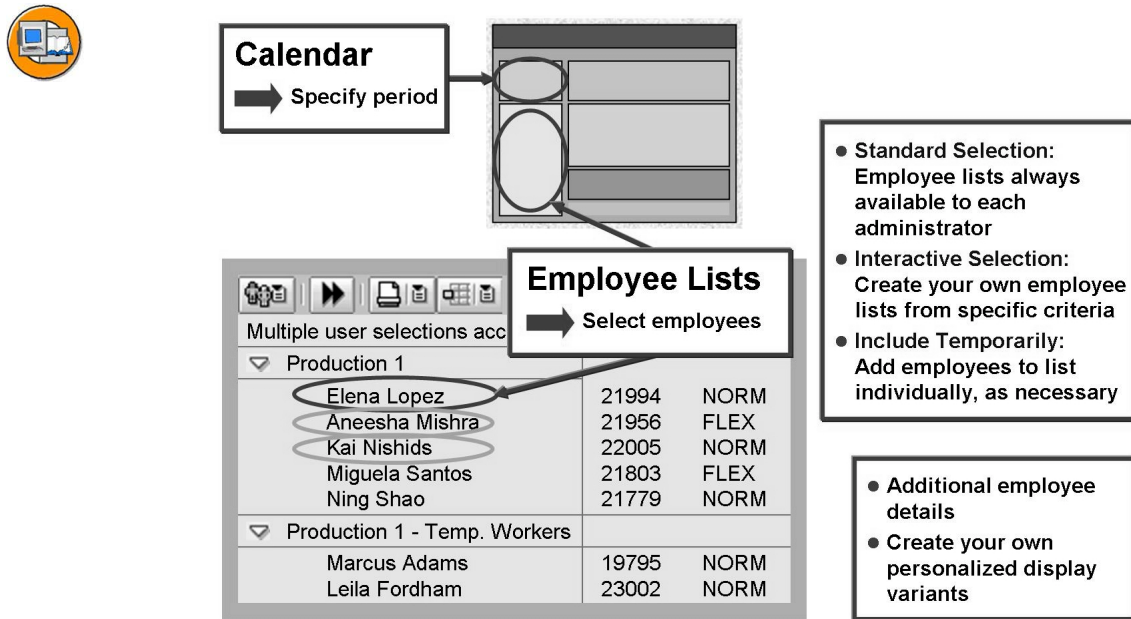 Calendar
Specify period
Employee Lists
Select employees
Multiple user selections acc
Production 1
Elena Lopez 21994 NORM
Aneesha Mishra 21956 FLEX
Kai Nishids 22005 NORM
Miguela Santos 21803 FLEX
Ning Shao 21779 NORM
Production 1 - Temp. Workers
Marcus Adams 19795 NORM
Leila Fordham 23002 NORM
• Standard Selection:
Employee lists always
available to each
administrator
• Interactive Selection:
Create your own employee
lists from specific criteria
• Include Temporarily:
Add employees to list
individually, as necessary
• Additional employee
details
• Create your own
personalized display
variants